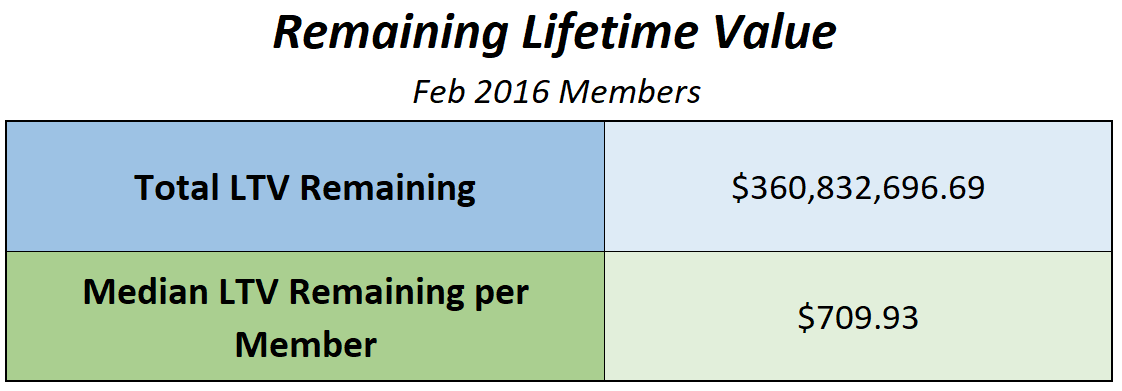 Remaining Lifetime Value
Feb 2016 Members
Total LTV Remaining
$360,832,696.69
Median LTV Remaining per
Member
$709.93